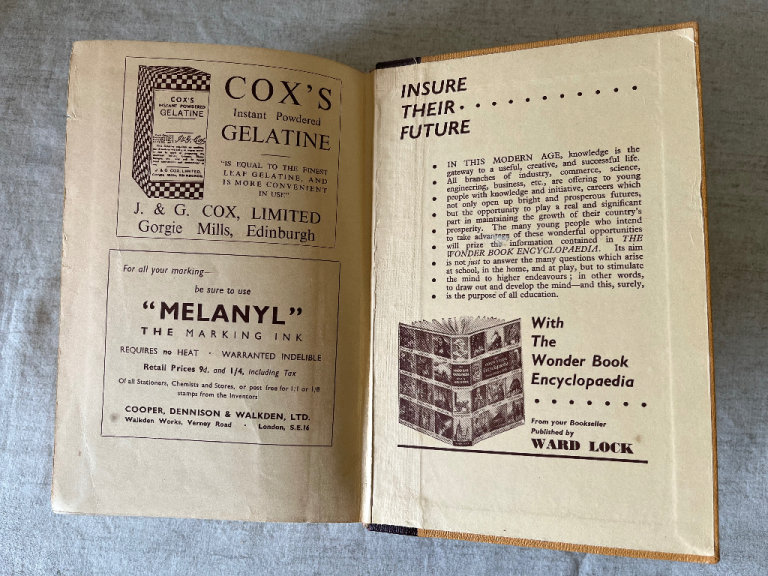 COX'S
INSTANT POWDERED
GELATINE
J & G COX, LIMITED.
COX'S
Instant Powdered
GELATINE
"IS EQUAL TO THE FINEST
LEAF GELATINE, AND
IS MORE CONVENIENT
IN USE"
J. & G. COX, LIMITED
Gorgie Mills, Edinburgh
For all your marking—
be sure to use
"MELANYL"
THE MARKING INK
REQUIRES no HEAT · WARRANTED INDELIBLE
Retail Prices 9d. and 1/4, including Tax
Of all Stationers, Chemists and Stores, or post free for 1/1 or 1/8
stamps from the Inventors
COOPER, DENNISON & WALKDEN, LTD.
Walkden Works, Verney Road · London, S.E.16
INSURE
THEIR
FUTURE
IN THIS MODERN AGE, knowledge is the
gateway to a useful, creative, and successful life.
All branches of industry, commerce, science,
engineering, business, etc., are offering to young
people with knowledge and initiative, careers which
not only open up bright and prosperous futures,
but the opportunity to play a real and significant
part in maintaining the growth of their country's
prosperity. The many young people who intend
to take advantage of these wonderful opportunities
will prize the information contained in THE
WONDER BOOK ENCYCLOPAEDIA. Its aim
is not just to answer the many questions which arise
at school, in the home, and at play, but to stimulate
the mind to higher endeavours; in other words,
to draw out and develop the mind—and this, surely,
is the purpose of all education.
With
The
Wonder Book
Encyclopaedia
From your Bookseller
Published by
WARD LOCK